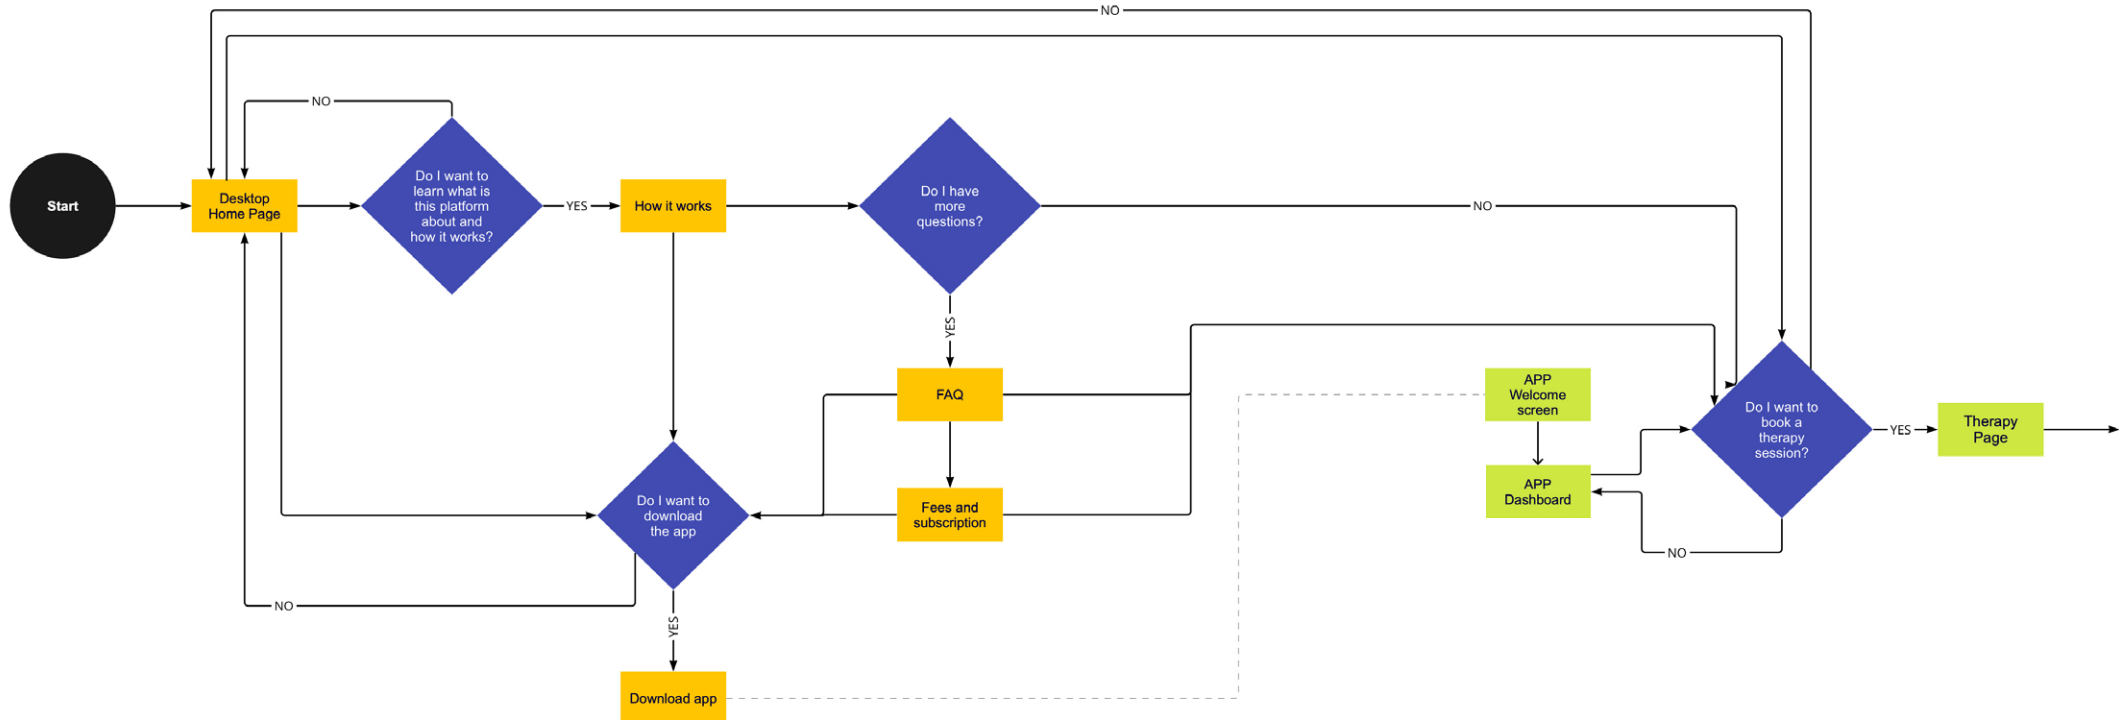 NO
NO
Start
Desktop
Home Page
Do I want to
learn what is
this platform
about and
how it works?
YES
How it works
Do I have
more
questions?
NO
YES
FAQ
Fees and
subscription
Do I want to
download
the app
NO
YES
Download app
APP
Welcome
screen
APP
Dashboard
Do I want to
book a
therapy
session?
YES
Therapy
Page
NO